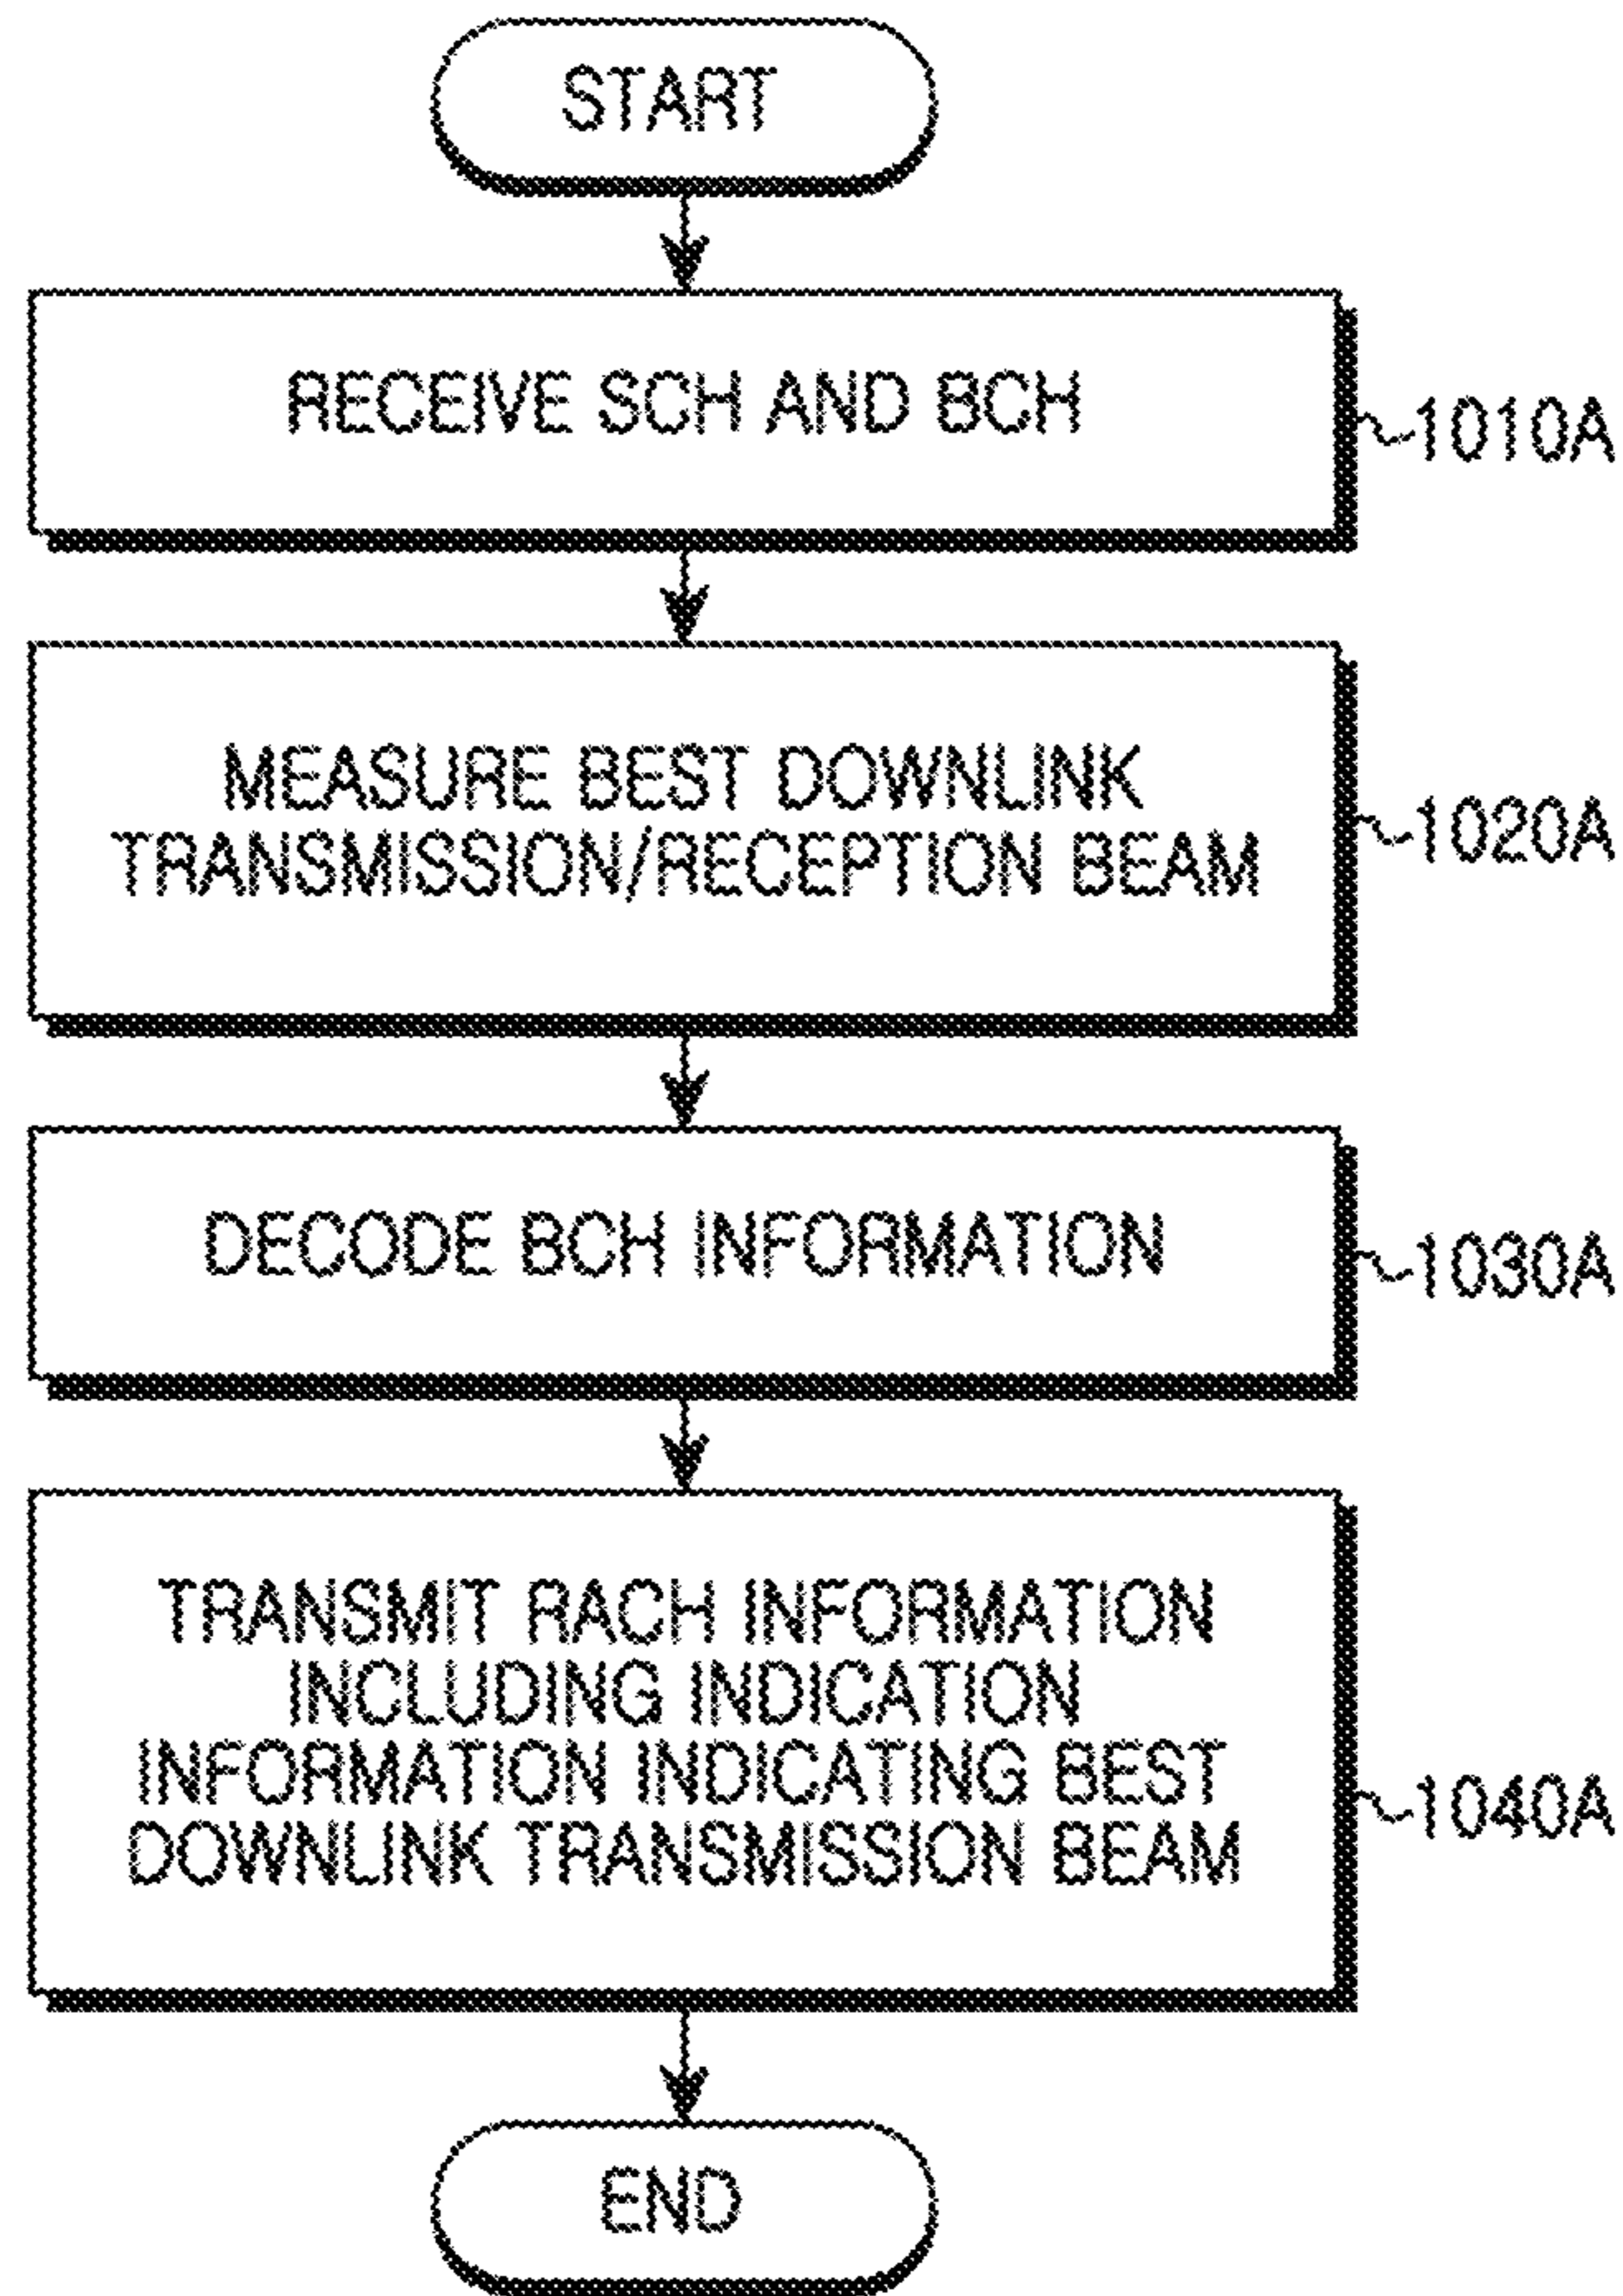 START
RECEIVE SCH AND BCH
1010A
MEASURE BEST DOWNLINK
TRANSMISSION/RECEPTION BEAM
1020A
DECODE BCH INFORMATION
1030A
TRANSMIT RACH INFORMATION
INCLUDING INDICATION
INFORMATION INDICATING BEST
DOWNLINK TRANSMISSION BEAM
1040A
END